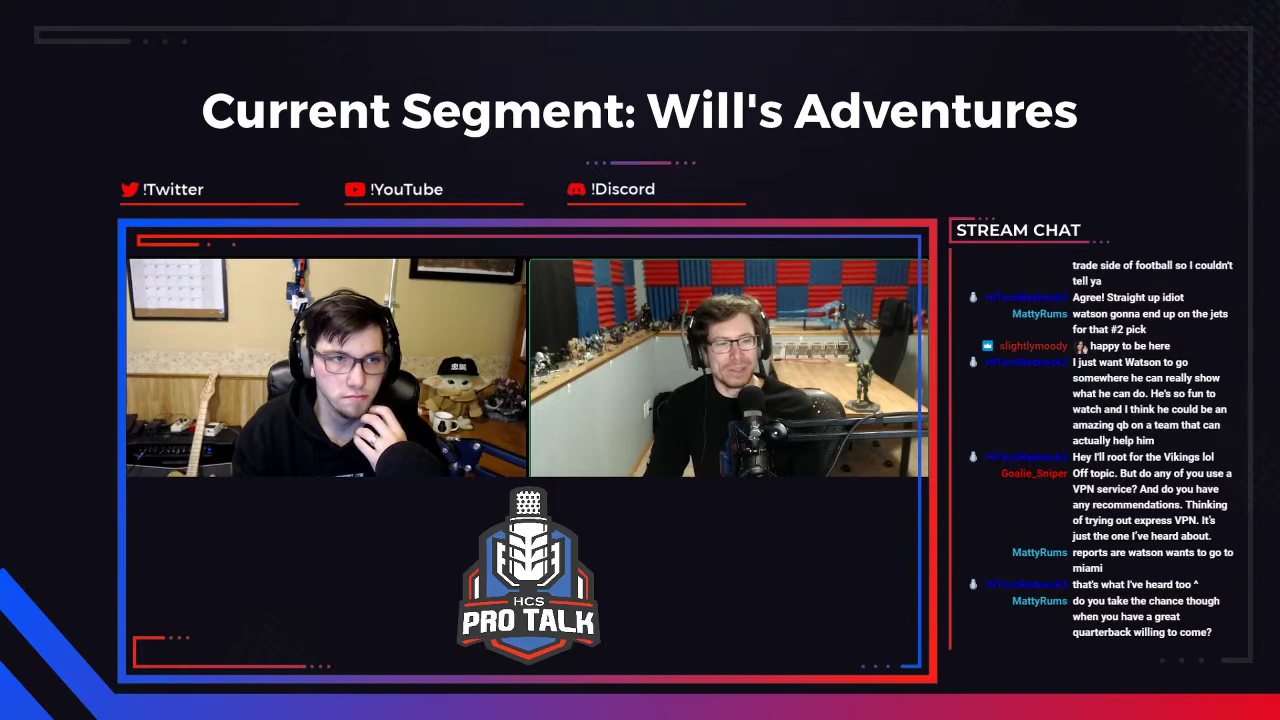 Current Segment: Will's Adventures
!Twitter
!YouTube
!Discord
STREAM CHAT
trade side of football so I couldn't
tell ya
Agree! Straight up idiot
MattyRums watson gonna end up on the jets
for that #2 pick
slightlymoody happy to be here
I just want Watson to go
somewhere he can really show
what he can do. He's so fun to
watch and I think he could be an
amazing qb on a team that can
actually help him
Hey I'll root for the Vikings lol
Goalie_Sniper Off topic. But do any of you use a
VPN service? And do you have
any recommendations. Thinking
of trying out express VPN. It's
just the one I've heard about.
MattyRums reports are watson wants to go to
miami
that's what I've heard too ^
MattyRums do you take the chance though
when you have a great
quarterback willing to come?
HCS
PRO TALK